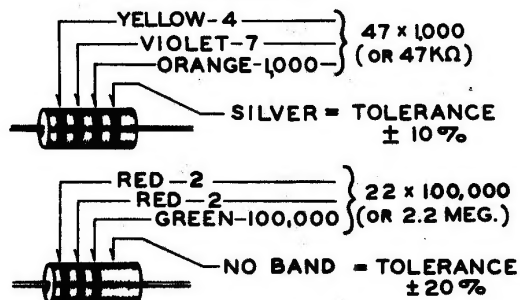 YELLOW-4
VIOLET-7
ORANGE-1,000
47 x 1,000
(OR 47KΩ)
SILVER = TOLERANCE
± 10%
RED-2
RED-2
GREEN-100,000
22 x 100,000
(OR 2.2 MEG.)
NO BAND = TOLERANCE
± 20%